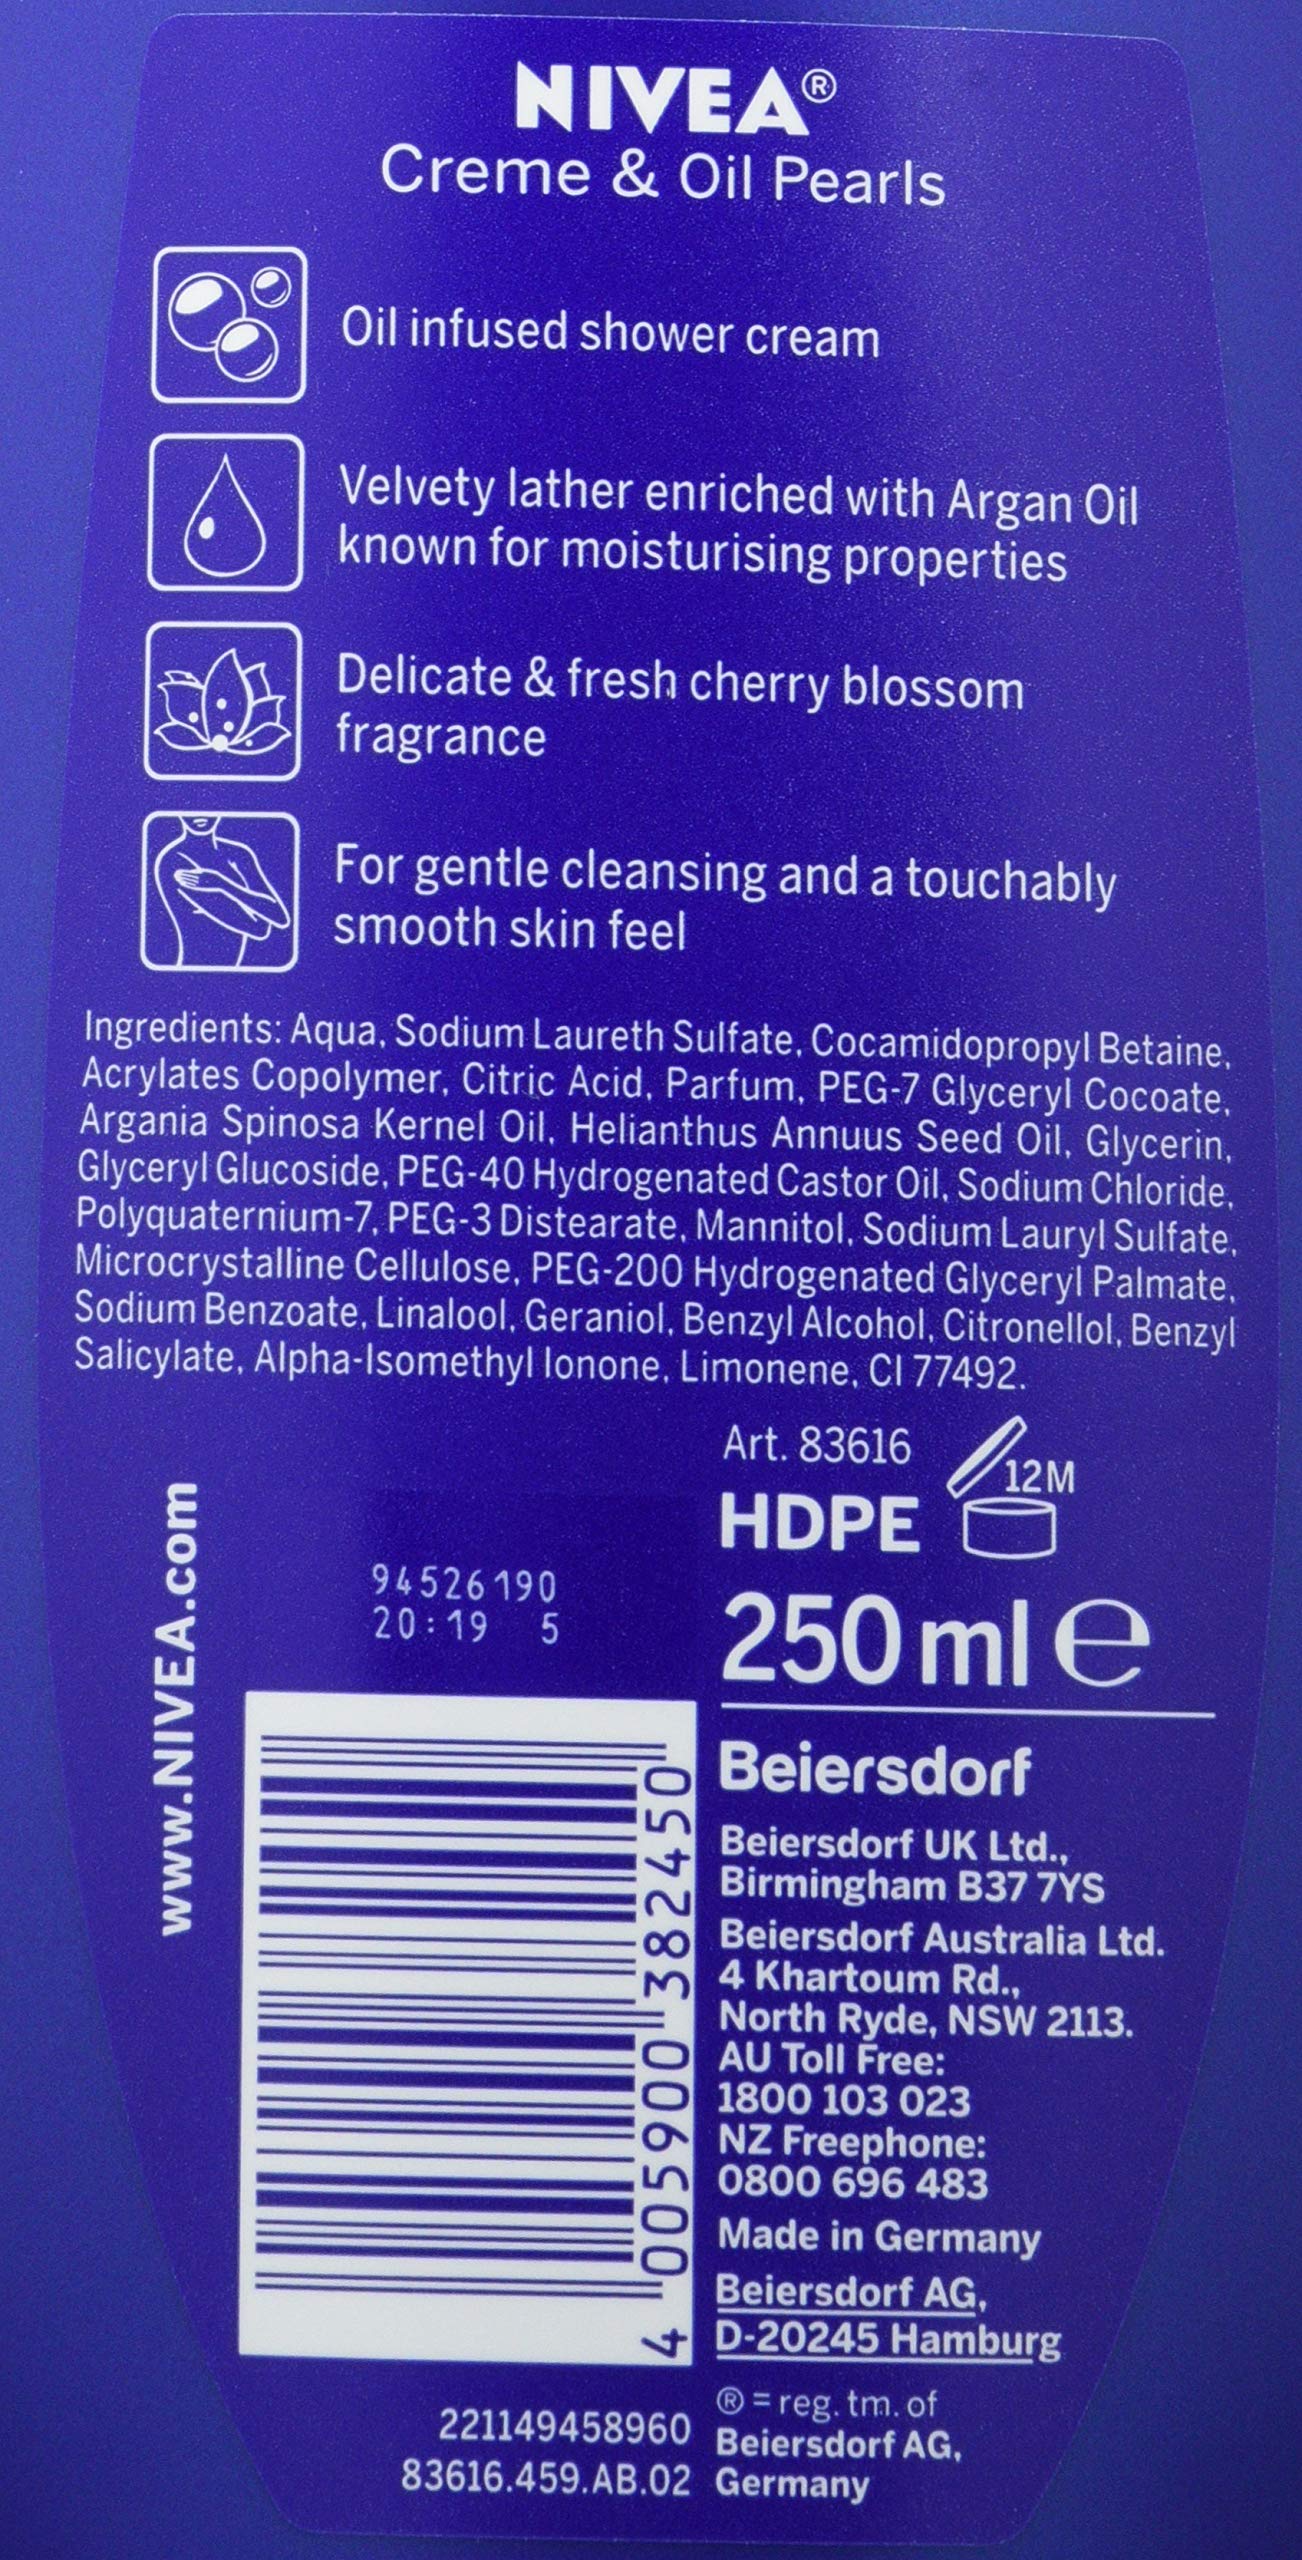 NIVEA®
Creme & Oil Pearls
Oil infused shower cream
Velvety lather enriched with Argan Oil
known for moisturising properties
Delicate & fresh cherry blossom
fragrance
For gentle cleansing and a touchably
smooth skin feel
Ingredients: Aqua, Sodium Laureth Sulfate, Cocamidopropyl Betaine,
Acrylates Copolymer, Citric Acid, Parfum, PEG-7 Glyceryl Cocoate,
Argania Spinosa Kernel Oil, Helianthus Annuus Seed Oil, Glycerin,
Glyceryl Glucoside, PEG-40 Hydrogenated Castor Oil, Sodium Chloride,
Polyquaternium-7, PEG-3 Distearate, Mannitol, Sodium Lauryl Sulfate,
Microcrystalline Cellulose, PEG-200 Hydrogenated Glyceryl Palmate,
Sodium Benzoate, Linalool, Geraniol, Benzyl Alcohol, Citronellol, Benzyl
Salicylate, Alpha-Isomethyl Ionone, Limonene, CI 77492.
www.NIVEA.com
94526190
20:19 5
4 005900 382450
221149458960
83616.459.AB.02
Art. 83616
12M
HDPE
250 ml e
Beiersdorf
Beiersdorf UK Ltd.,
Birmingham B37 7YS
Beiersdorf Australia Ltd.
4 Khartoum Rd.,
North Ryde, NSW 2113.
AU Toll Free:
1800 103 023
NZ Freephone:
0800 696 483
Made in Germany
Beiersdorf AG,
D-20245 Hamburg
® = reg. tm. of
Beiersdorf AG,
Germany